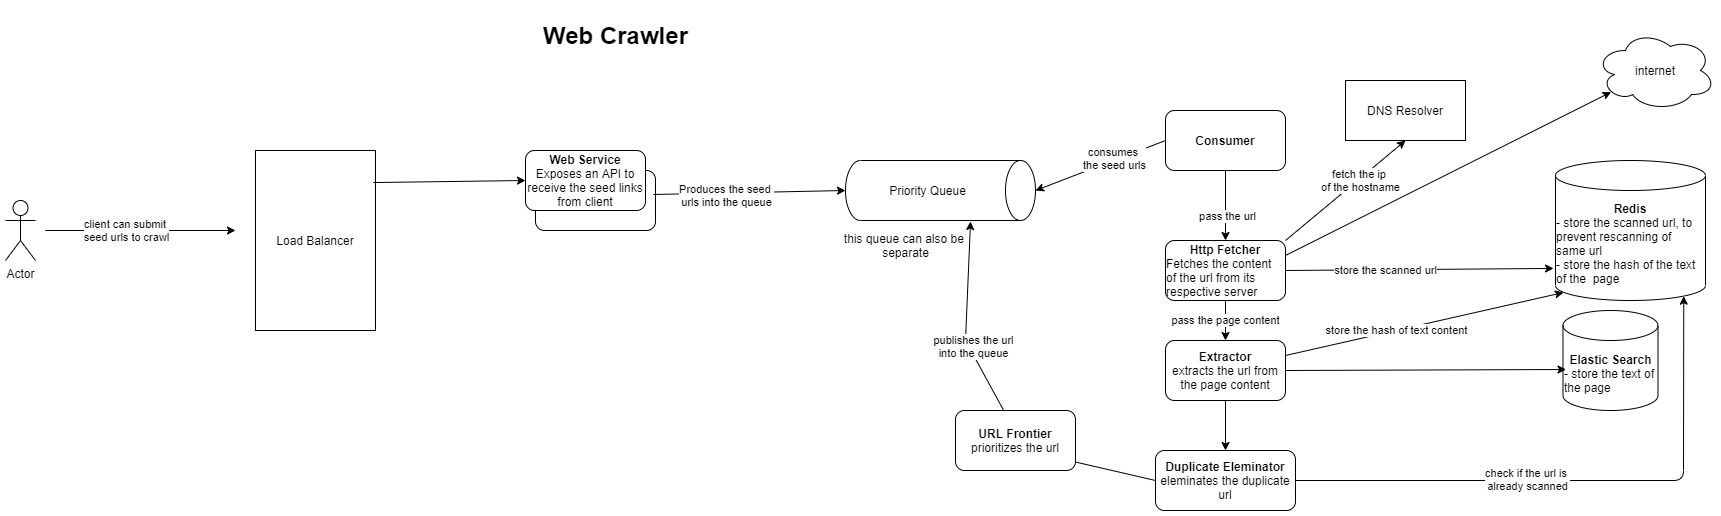 Web Crawler
internet
DNS Resolver
Consumer
consumes
the seed urls
Web Service
Exposes an API to
receive the seed links
from client
Produces the seed
urls into the queue
Priority Queue
fetch the ip
of the hostname
client can submit
seed urls to crawl
Load Balancer
Actor
this queue can also be
separate
pass the url
Http Fetcher
Fetches the content
of the url from its
respective server
store the scanned url
Redis
- store the scanned url, to
prevent rescanning of
same url
- store the hash of the text
of the  page
pass the page content
store the hash of text content
publishes the url
into the queue
Extractor
extracts the url from
the page content
Elastic Search
- store the text of
the page
URL Frontier
prioritizes the url
Duplicate Eleminator
eleminates the duplicate
url
check if the url is
already scanned